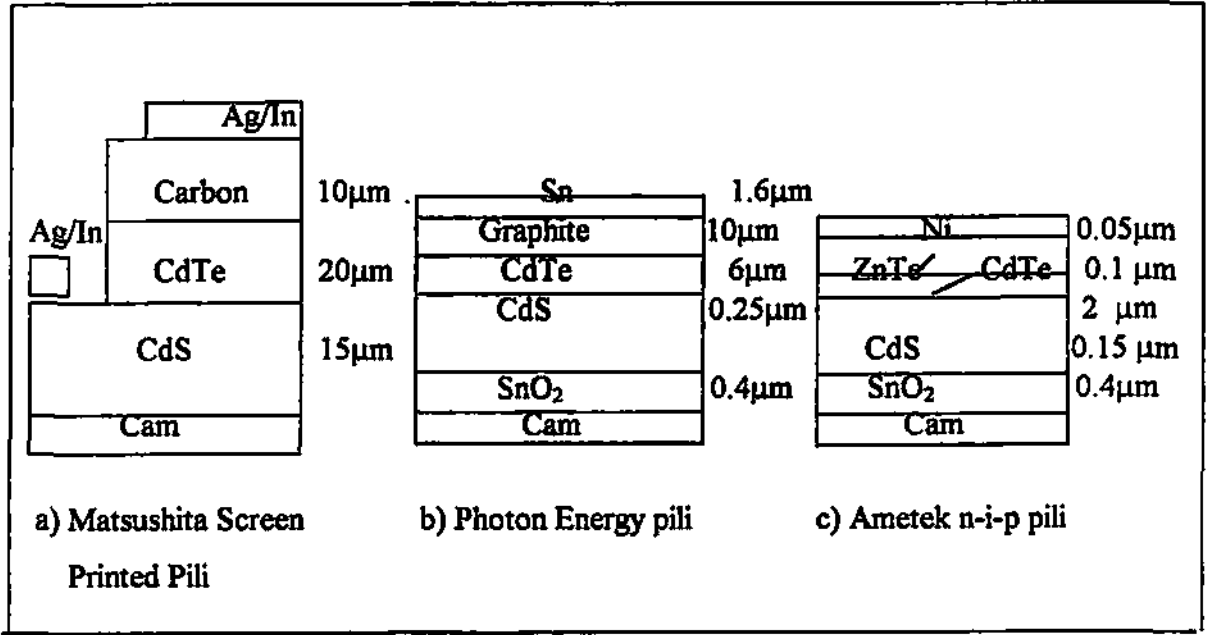 Ag/In
Carbon 10µm
Ag/In
CdTe 20µm
CdS 15µm
Cam
a) Matsushita Screen
Printed Pili
Sn 1.6µm
Graphite 10µm
CdTe 6µm
CdS 0.25µm
SnO₂ 0.4µm
Cam
b) Photon Energy pili
Ni 0.05µm
ZnTe CdTe 0.1 µm
2 µm
CdS 0.15 µm
SnO₂ 0.4µm
Cam
c) Ametek n-i-p pili